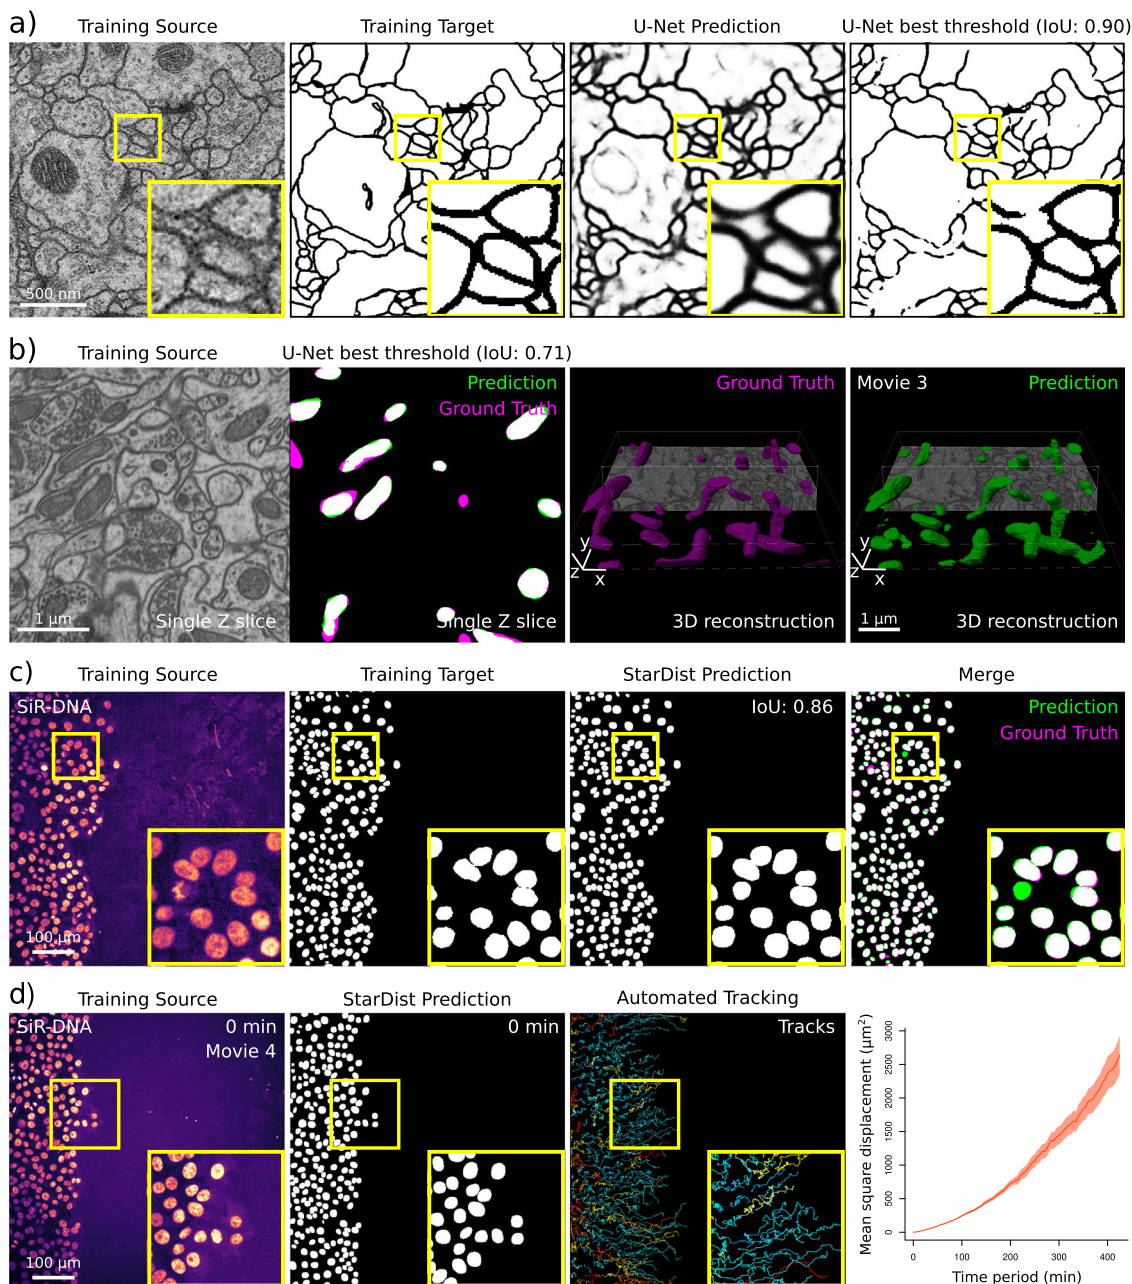 a)
Training Source
Training Target
U-Net Prediction
U-Net best threshold (IoU: 0.90)
500 nm
b)
Training Source
U-Net best threshold (IoU: 0.71)
Prediction
Ground Truth
Ground Truth
Movie 3
Prediction
y
z
x
y
z
x
1 µm
Single Z slice
Single Z slice
3D reconstruction
1 µm
3D reconstruction
c)
Training Source
Training Target
StarDist Prediction
Merge
SiR-DNA
IoU: 0.86
Prediction
Ground Truth
100 µm
d)
Training Source
StarDist Prediction
Automated Tracking
SiR-DNA
0 min
Movie 4
0 min
Tracks
100 µm
Mean square displacement (µm²)
3000
2500
2000
1500
1000
500
0
0
100
200
300
400
Time period (min)